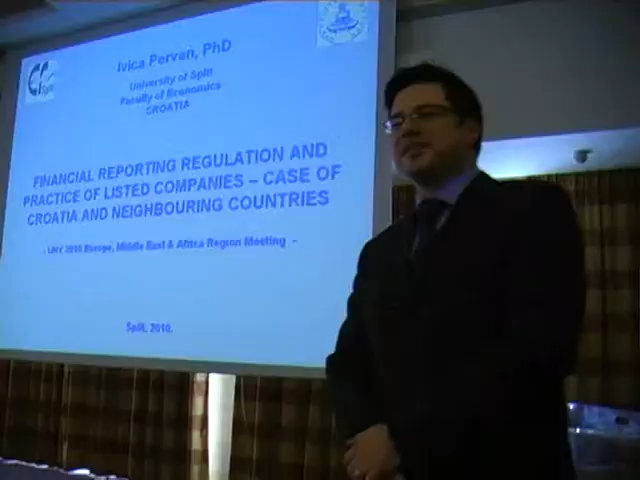 Ivica Pervan, PhD
University of Split
Faculty of Economics
CROATIA
FINANCIAL REPORTING REGULATION AND
PRACTICE OF LISTED COMPANIES – CASE OF
CROATIA AND NEIGHBOURING COUNTRIES
2010 Europe, Middle East & Africa Region Meeting –
Split, 2010.